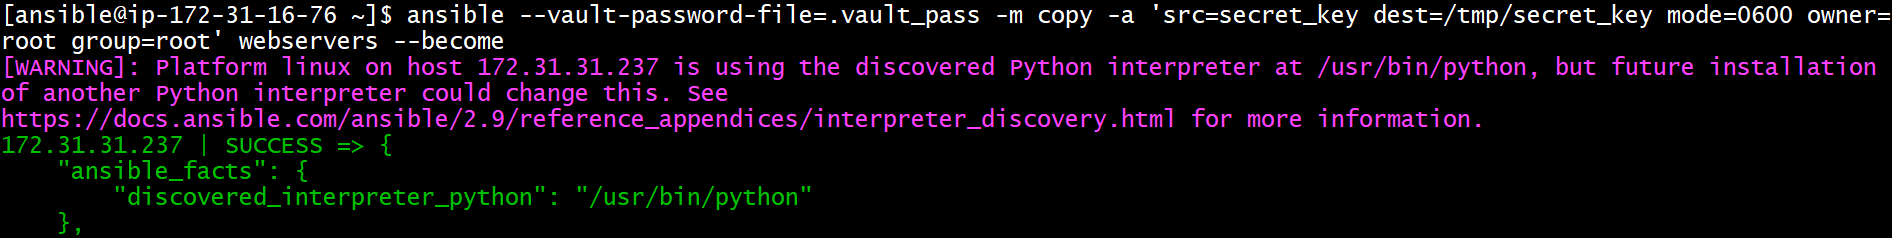 [ansible@ip-172-31-16-76 ~]$ ansible --vault-password-file=.vault_pass -m copy -a 'src=secret_key dest=/tmp/secret_key mode=0600 owner=
root group=root' webservers --become
[WARNING]: Platform linux on host 172.31.31.237 is using the discovered Python interpreter at /usr/bin/python, but future installation
of another Python interpreter could change this. See
https://docs.ansible.com/ansible/2.9/reference_appendices/interpreter_discovery.html for more information.
172.31.31.237 | SUCCESS => {
    "ansible_facts": {
        "discovered_interpreter_python": "/usr/bin/python"
    },